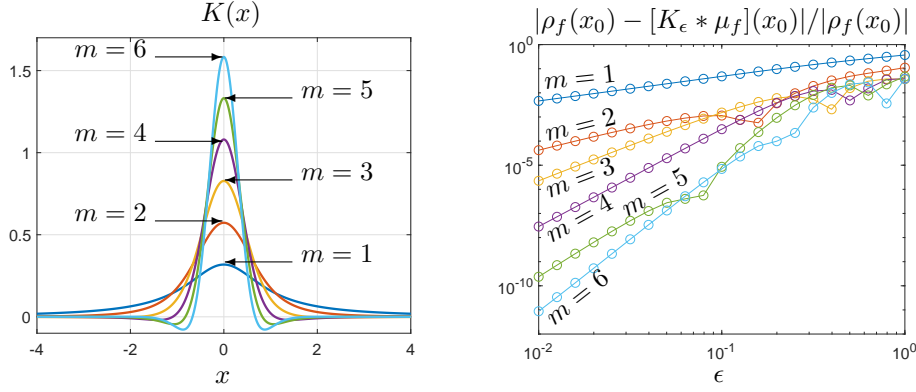 K(x)
m = 6
m = 5
m = 4
m = 3
m = 2
m = 1
1.5
1
0.5
0
-4
-2
0
2
4
x
|ρ_f(x_0) − [K_ϵ ∗ μ_f](x_0)|/|ρ_f(x_0)|
10^0
10^-5
10^-10
m = 1
m = 2
m = 3
m = 4
m = 5
m = 6
10^-2
10^-1
10^0
ϵ